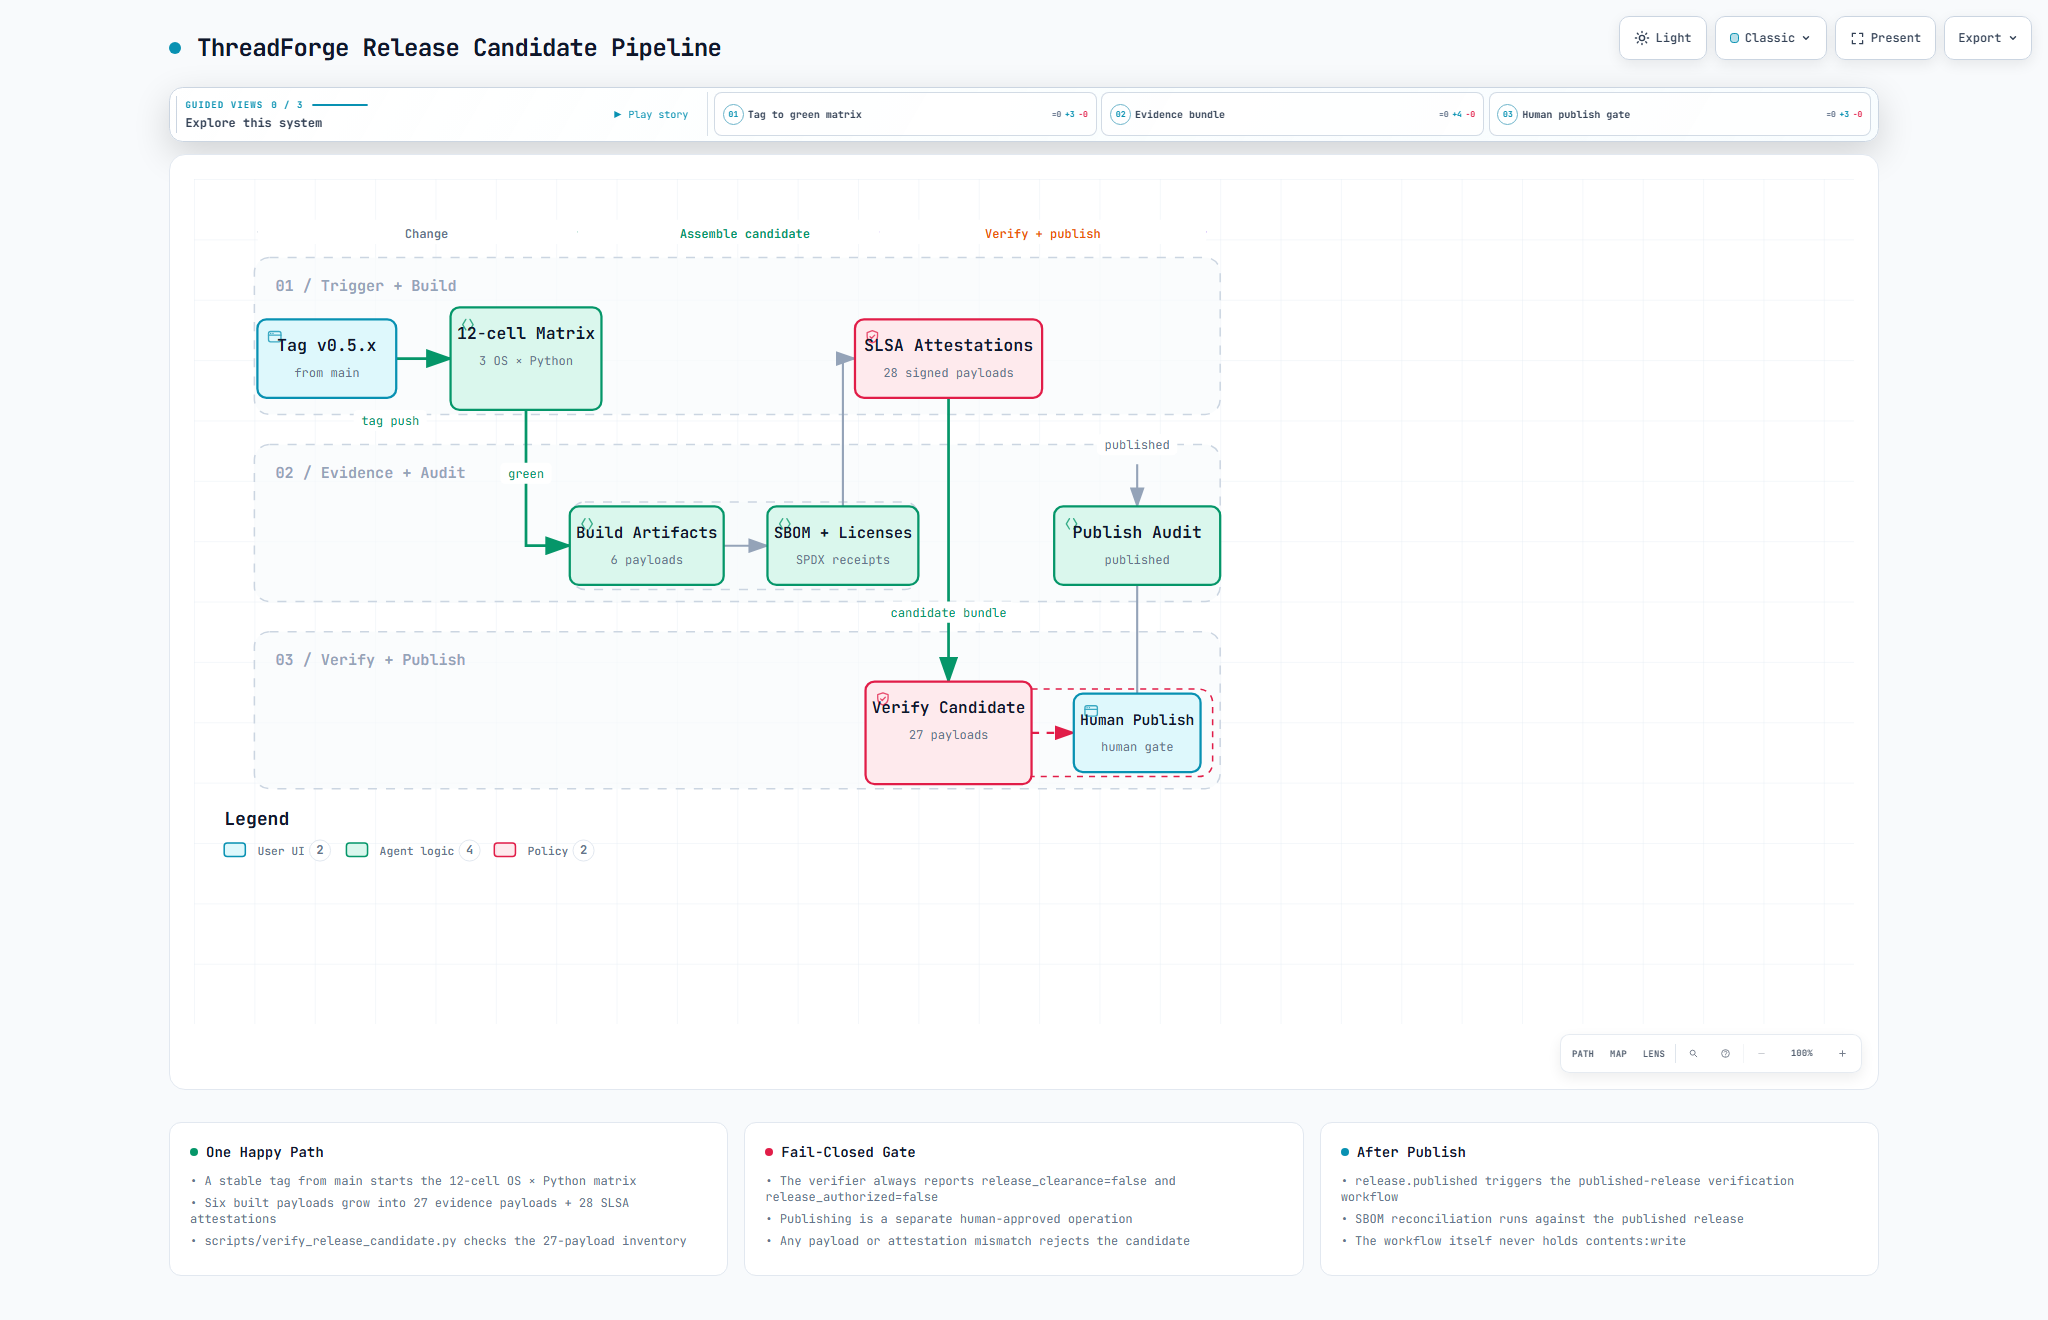 ThreadForge Release Candidate Pipeline
Light
Classic
Present
Export
GUIDED VIEWS 0 / 3
Explore this system
Play story
01 Tag to green matrix =0 +3 -0
02 Evidence bundle =0 +4 -0
03 Human publish gate =0 +3 -0
Change
Assemble candidate
Verify + publish
01 / Trigger + Build
Tag v0.5.x
from main
12-cell Matrix
3 OS × Python
SLSA Attestations
28 signed payloads
tag push
02 / Evidence + Audit
green
published
Build Artifacts
6 payloads
SBOM + Licenses
SPDX receipts
Publish Audit
published
candidate bundle
03 / Verify + Publish
Verify Candidate
27 payloads
Human Publish
human gate
Legend
User UI 2
Agent logic 4
Policy 2
PATH MAP LENS − 100% +
One Happy Path
• A stable tag from main starts the 12-cell OS × Python matrix
• Six built payloads grow into 27 evidence payloads + 28 SLSA
attestations
• scripts/verify_release_candidate.py checks the 27-payload inventory
Fail-Closed Gate
• The verifier always reports release_clearance=false and
release_authorized=false
• Publishing is a separate human-approved operation
• Any payload or attestation mismatch rejects the candidate
After Publish
• release.published triggers the published-release verification
workflow
• SBOM reconciliation runs against the published release
• The workflow itself never holds contents:write